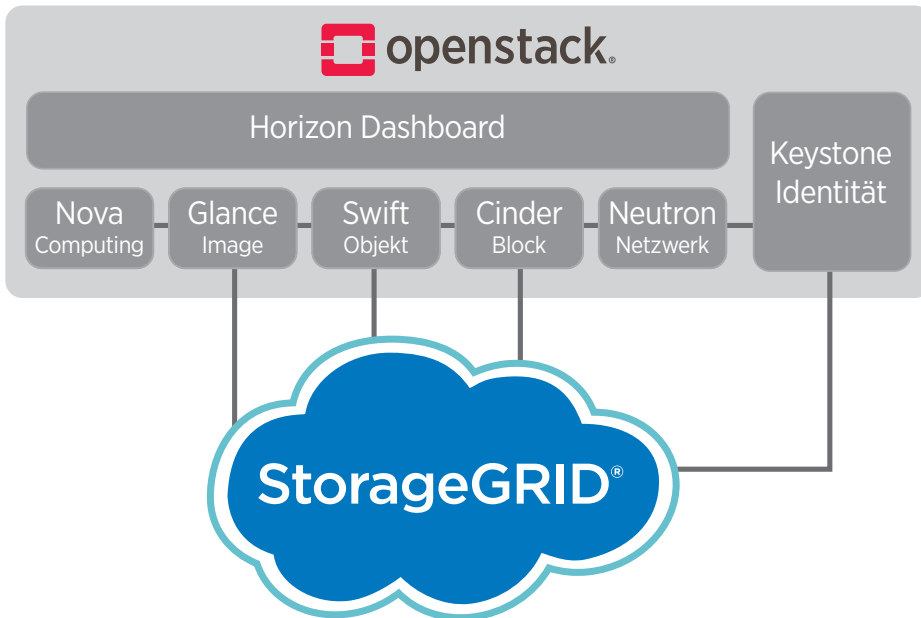 openstack®
Horizon Dashboard
Keystone
Identität
Nova
Computing
Glance
Image
Swift
Objekt
Cinder
Block
Neutron
Netzwerk
StorageGRID®